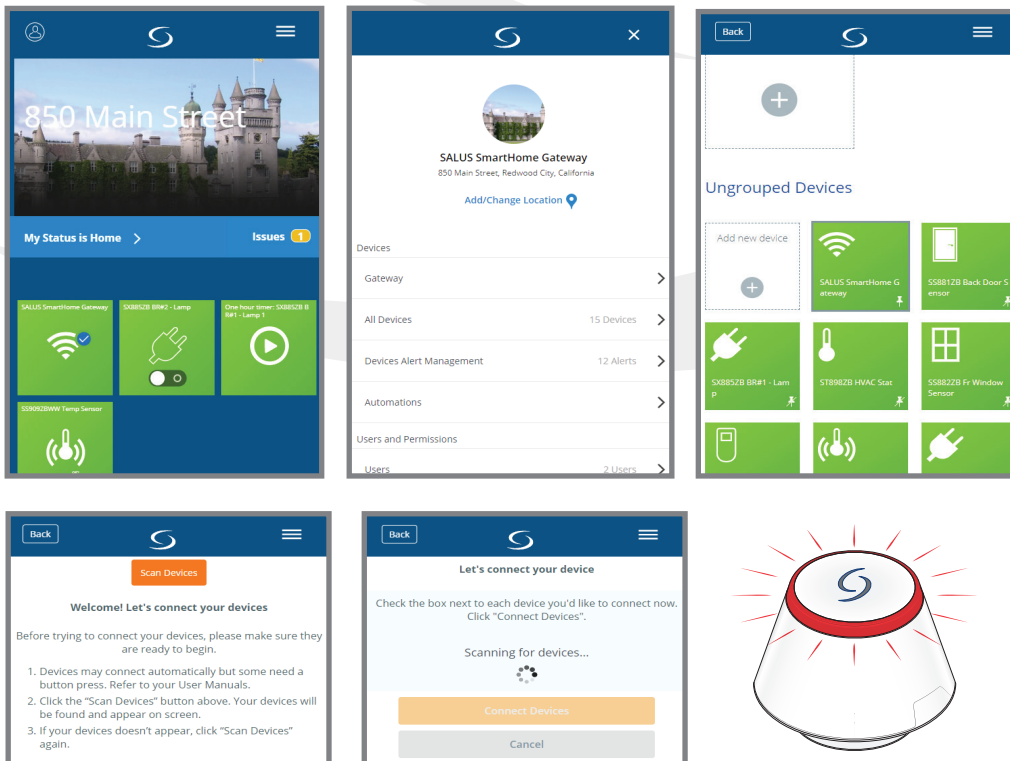 850 Main Street
My Status is Home
Issues 1
SALUS SmartHome Gateway
SX885ZB BR#2 - Lamp
One hour timer: SX885ZB B
R#1 - Lamp 1
SS909ZBWW Temp Sensor
SALUS SmartHome Gateway
850 Main Street, Redwood City, California
Add/Change Location
Devices
Gateway
All Devices
15 Devices
Devices Alert Management
12 Alerts
Automations
Users and Permissions
Users
2 Users
Back
Ungrouped Devices
Add new device
SALUS SmartHome G
ateway
SS881ZB Back Door S
ensor
SX885ZB BR#1 - Lam
p
ST898ZB HVAC Stat
SS882ZB Fr Window
Sensor
Back
Scan Devices
Welcome! Let's connect your devices
Before trying to connect your devices, please make sure they
are ready to begin.
1. Devices may connect automatically but some need a
button press. Refer to your User Manuals.
2. Click the “Scan Devices” button above. Your devices will
be found and appear on screen.
3. If your devices doesn’t appear, click “Scan Devices”
again.
Back
Let's connect your device
Check the box next to each device you'd like to connect now.
Click "Connect Devices".
Scanning for devices...
Connect Devices
Cancel